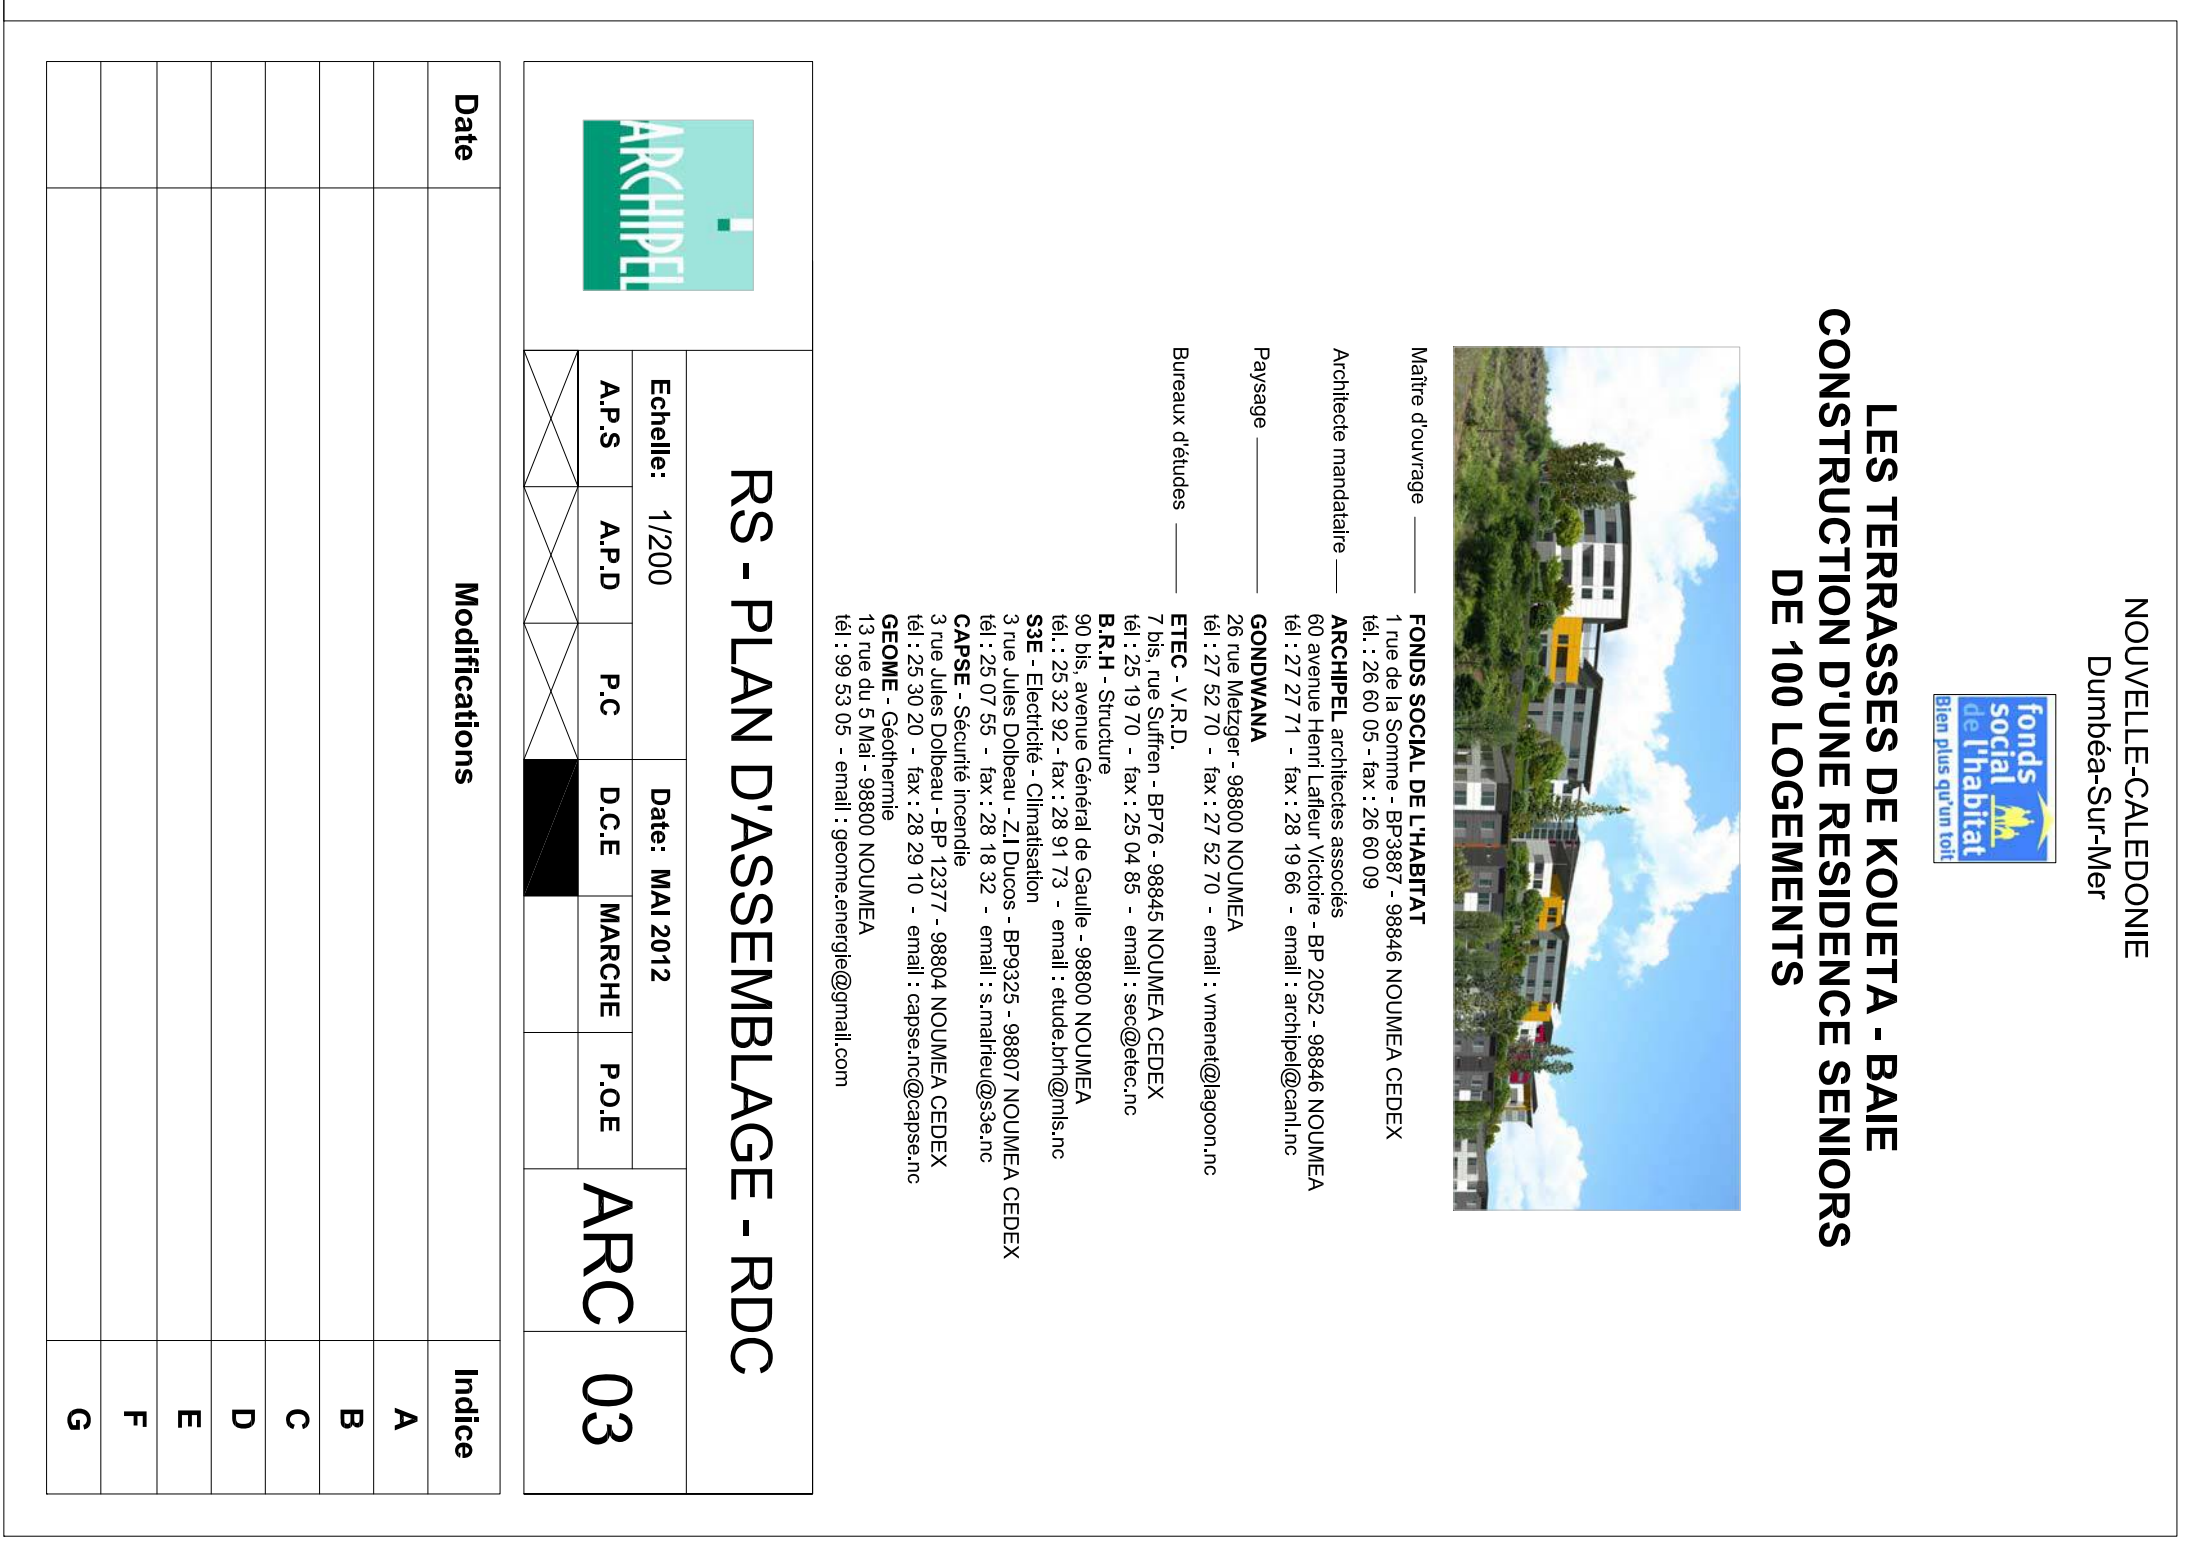 NOUVELLE-CALEDONIE
Dumbéa-Sur-Mer
fonds
social
de l'habitat
Bien plus qu'un toit
LES TERRASSES DE KOUETA - BAIE
CONSTRUCTION D'UNE RESIDENCE SENIORS
DE 100 LOGEMENTS
Maître d'ouvrage
FONDS SOCIAL DE L'HABITAT
1 rue de la Somme - BP3887 - 98846 NOUMEA CEDEX
tél. : 26 60 05 - fax : 26 60 09
Architecte mandataire
ARCHIPEL architectes associés
60 avenue Henri Lafleur Victoire - BP 2052 - 98846 NOUMEA
tél : 27 27 71 - fax : 28 19 66 - email : archipel@canl.nc
Paysage
GONDWANA
26 rue Metzger - 98800 NOUMEA
tél : 27 52 70 - fax : 27 52 70 - email : vmenet@lagoon.nc
Bureaux d'études
ETEC - V.R.D.
7 bis, rue Suffren - BP76 - 98845 NOUMEA CEDEX
tél : 25 19 70 - fax : 25 04 85 - email : sec@etec.nc
B.R.H - Structure
90 bis, avenue Général de Gaulle - 98800 NOUMEA
tél. : 25 32 92 - fax : 28 91 73 - email : etude.brh@mls.nc
S3E - Electricité - Climatisation
3 rue Jules Dolbeau - Z.I Ducos - BP9325 - 98807 NOUMEA CEDEX
tél : 25 07 55 - fax : 28 18 32 - email : s.malrieu@s3e.nc
CAPSE - Sécurité incendie
3 rue Jules Dolbeau - BP 12377 - 98804 NOUMEA CEDEX
tél : 25 30 20 - fax : 28 29 10 - email : capse.nc@capse.nc
GEOME - Géothermie
13 rue du 5 Mai - 98800 NOUMEA
tél : 99 53 05 - email : geome.energie@gmail.com
ARCHIPEL
RS - PLAN D'ASSEMBLAGE - RDC
Echelle: 1/200
Date: MAI 2012
A.P.S
A.P.D
P.C
D.C.E
MARCHE
P.O.E
ARC
03
Date
Modifications
Indice
A
B
C
D
E
F
G